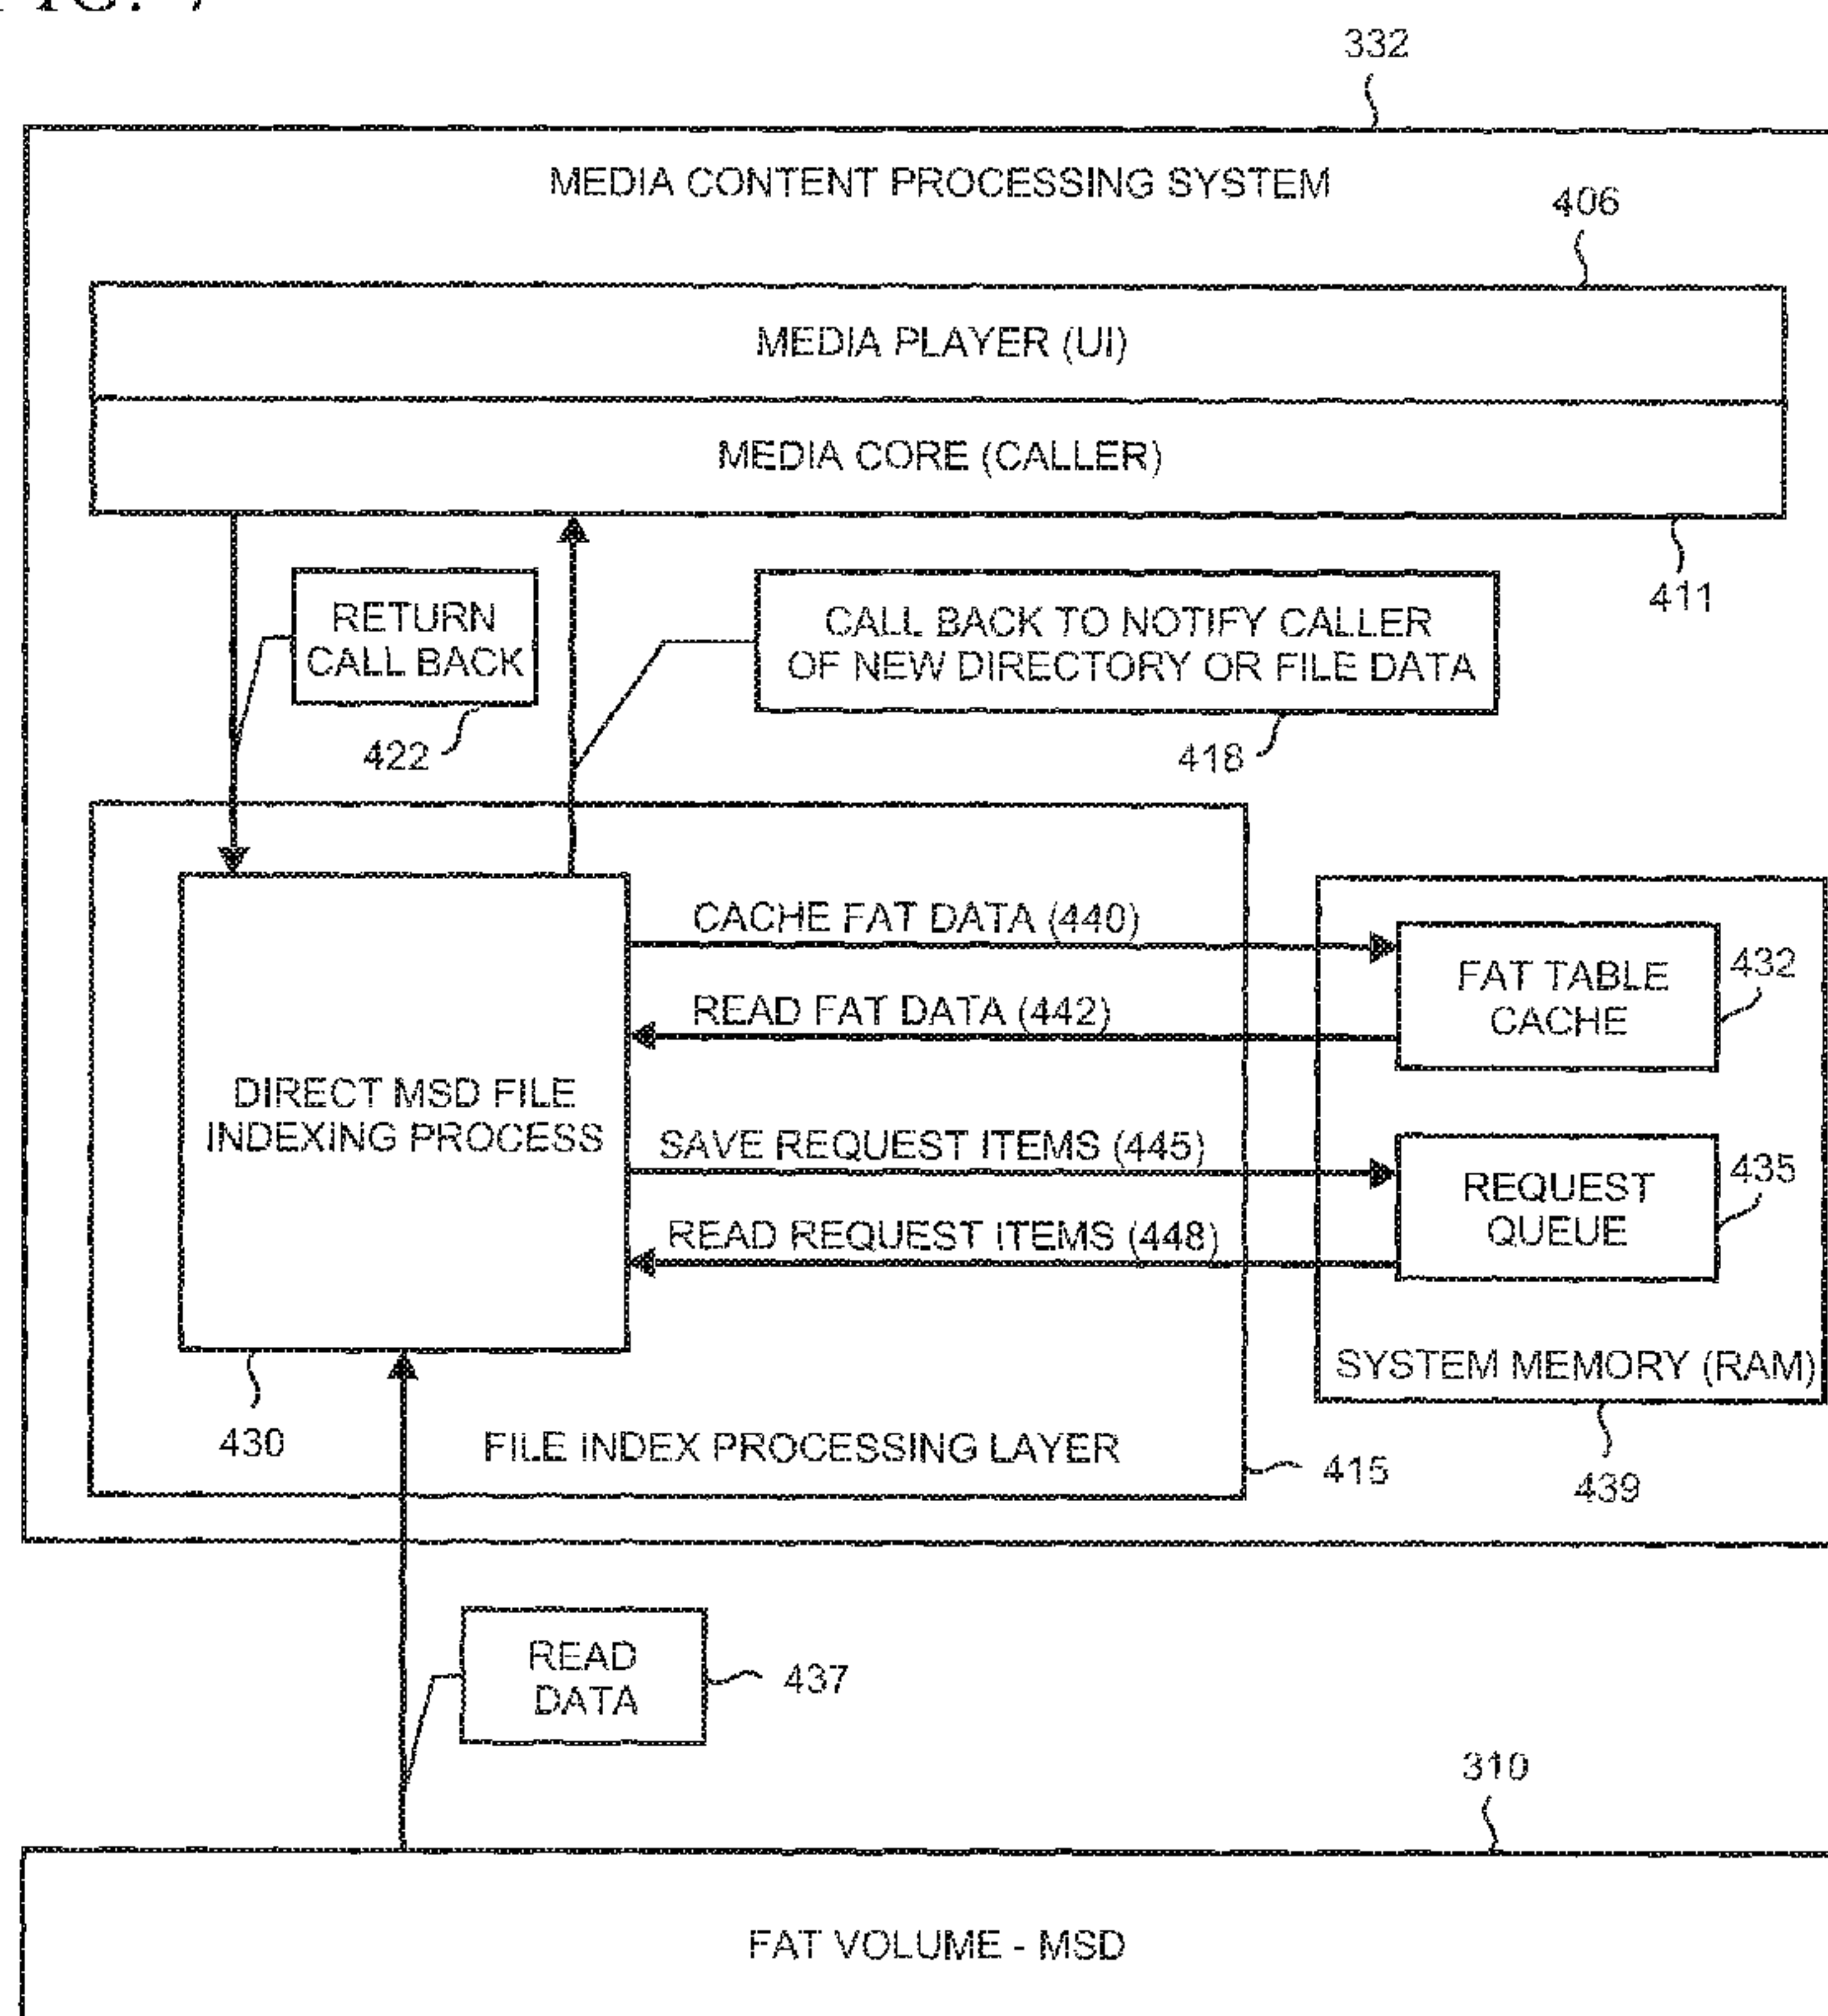 332
MEDIA CONTENT PROCESSING SYSTEM
406
MEDIA PLAYER (UI)
MEDIA CORE (CALLER)
411
RETURN
CALL BACK
422
CALL BACK TO NOTIFY CALLER
OF NEW DIRECTORY OR FILE DATA
418
CACHE FAT DATA (440)
READ FAT DATA (442)
DIRECT MSD FILE
INDEXING PROCESS
SAVE REQUEST ITEMS (445)
READ REQUEST ITEMS (448)
FAT TABLE
CACHE
432
REQUEST
QUEUE
435
SYSTEM MEMORY (RAM)
439
430
FILE INDEX PROCESSING LAYER
415
READ
DATA
437
310
FAT VOLUME - MSD